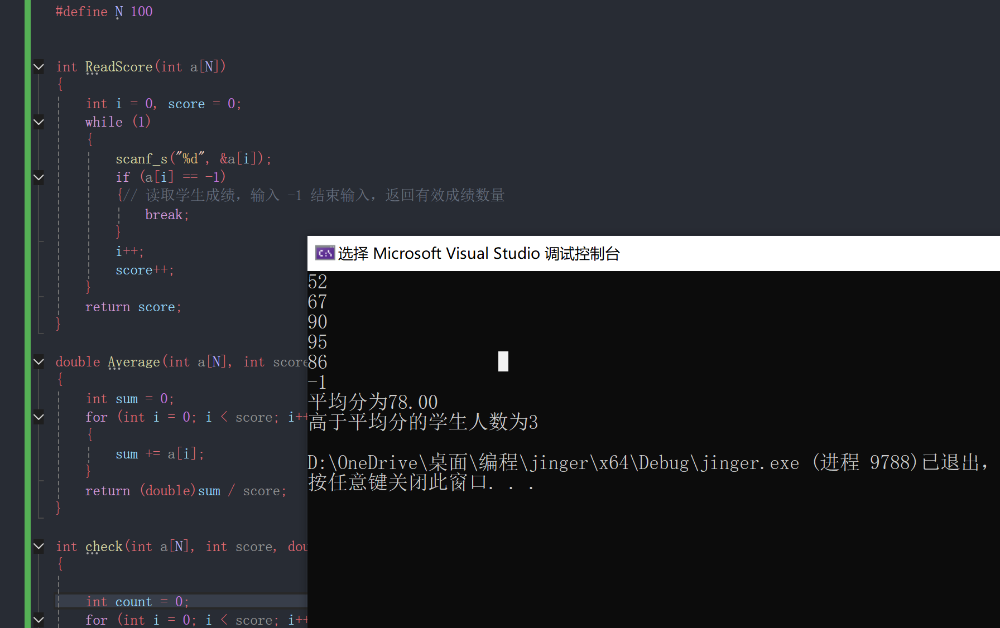 #define N 100
int ReadScore(int a[N])
{
int i = 0, score = 0;
while (1)
{
scanf_s("%d", &a[i]);
if (a[i] == -1)
{// 读取学生成绩，输入 -1 结束输入，返回有效成绩数量
break;
}
i++;
score++;
}
return score;
}
double Average(int a[N], int score
{
int sum = 0;
for (int i = 0; i < score; i++
{
sum += a[i];
}
return (double)sum / score;
}
int check(int a[N], int score, dou
{
int count = 0;
for (int i = 0; i < score; i++
C:\ 选择 Microsoft Visual Studio 调试控制台
52
67
90
95
86
-1
平均分为78.00
高于平均分的学生人数为3
D:\OneDrive\桌面\编程\jinger\x64\Debug\jinger.exe (进程 9788)已退出，
按任意键关闭此窗口. . .